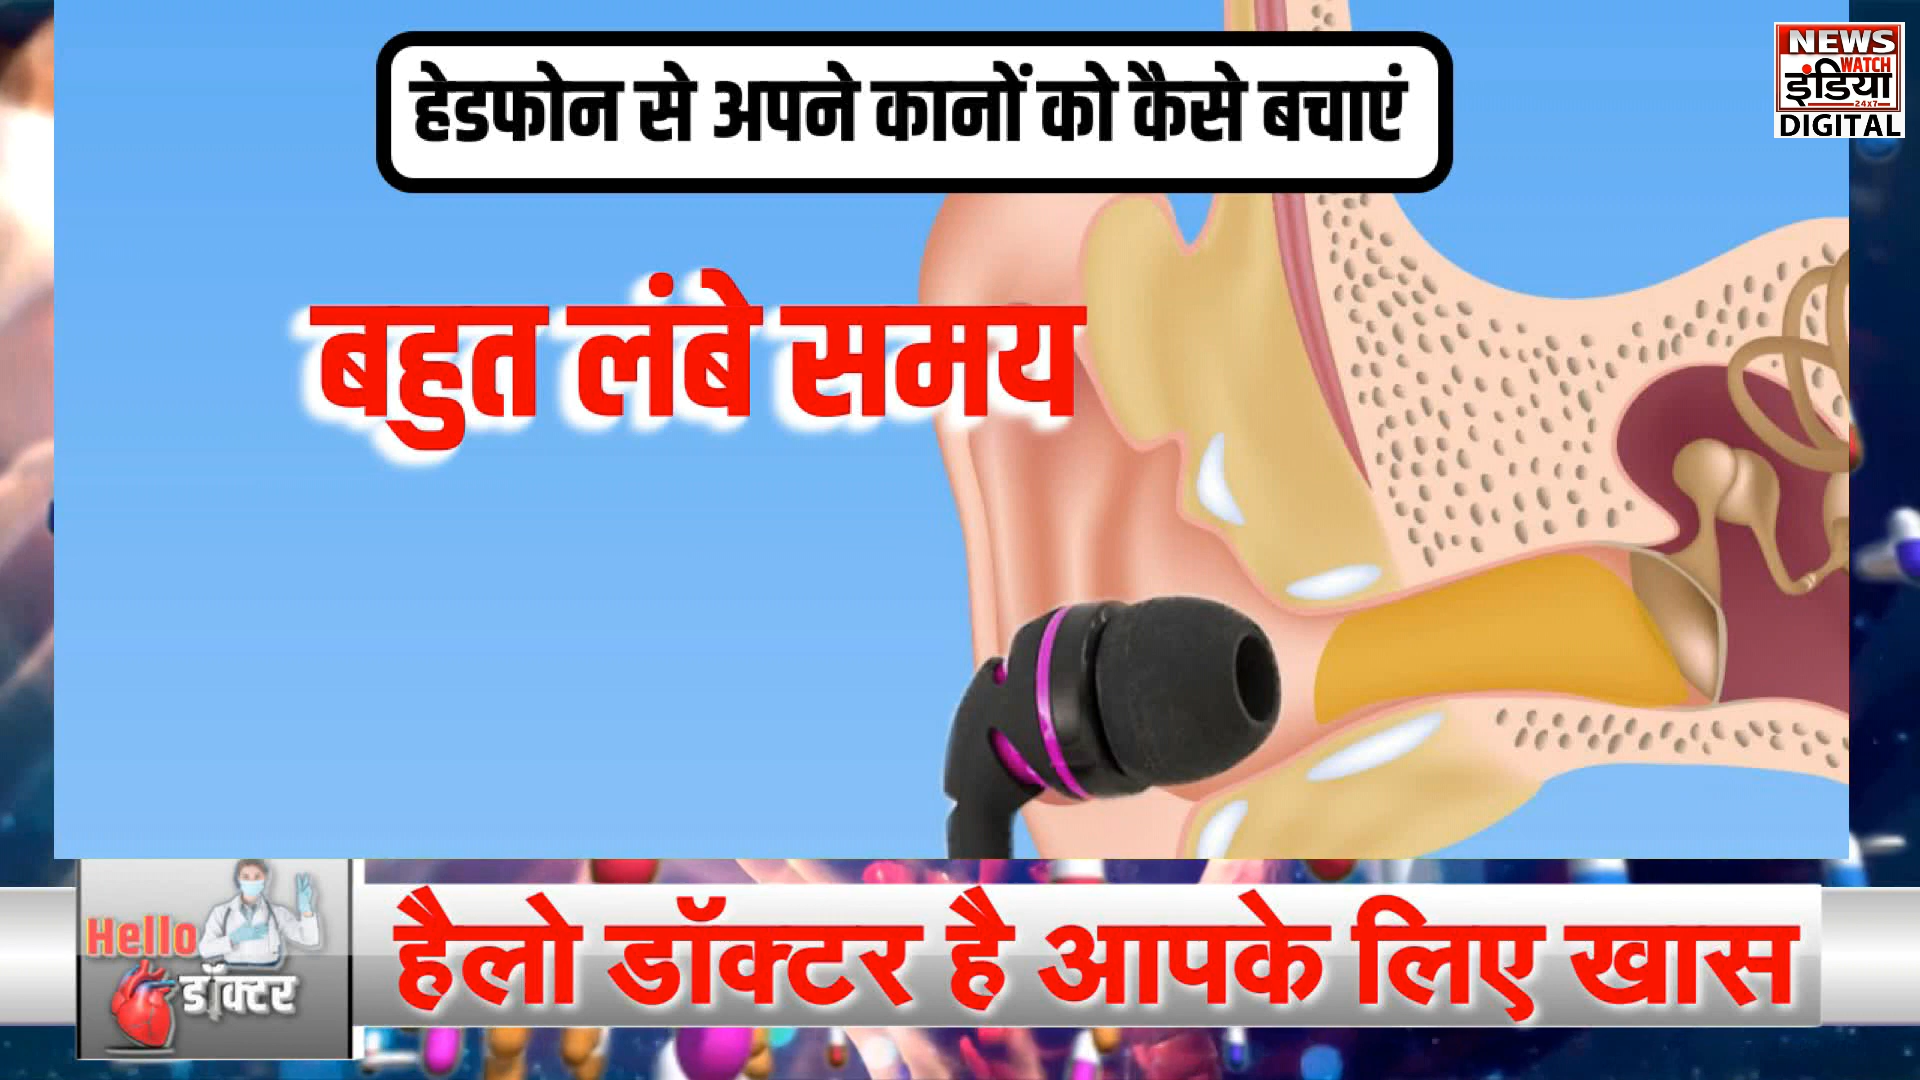 हेडफोन से अपने कानों को कैसे बचाएं
NEWS
WATCH
इंडिया
24x7
DIGITAL
बहुत लंबे समय
Hello
डॉक्टर
हैलो डॉक्टर है आपके लिए खास